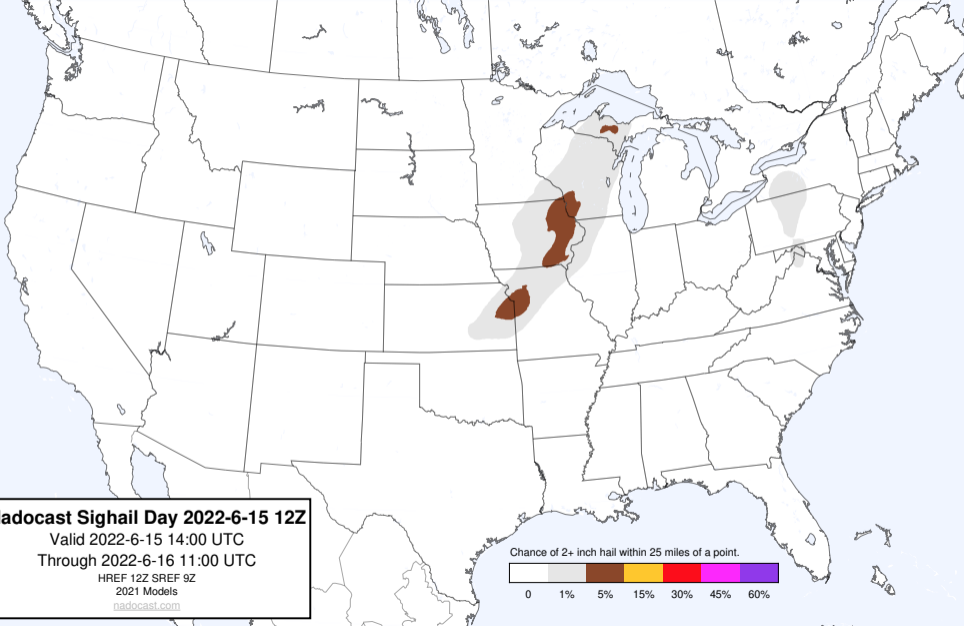 adocast Sighail Day 2022-6-15 12Z
Valid 2022-6-15 14:00 UTC
Through 2022-6-16 11:00 UTC
HREF 12Z SREF 9Z
2021 Models
nadocast.com
Chance of 2+ inch hail within 25 miles of a point.
0 1% 5% 15% 30% 45% 60%